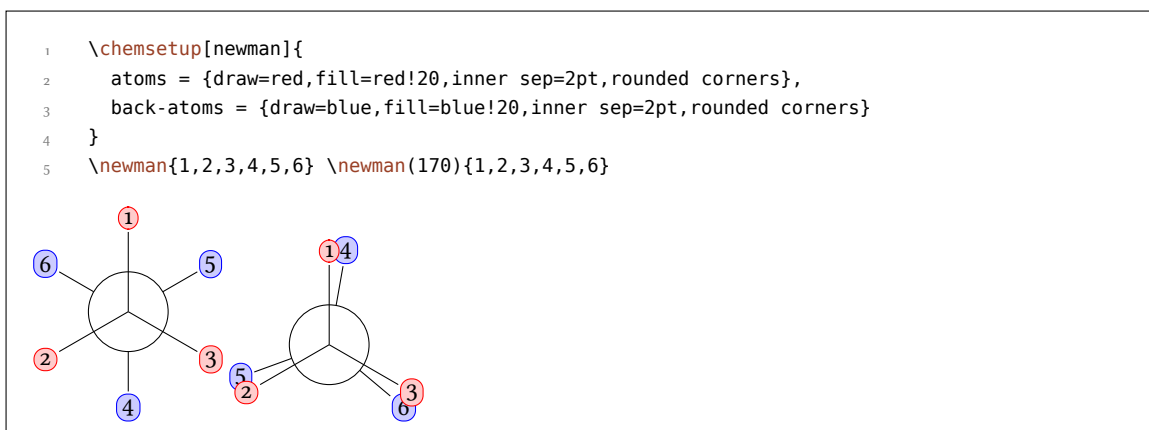 1 \chemsetup[newman]{
2 atoms = {draw=red,fill=red!20,inner sep=2pt,rounded corners},
3 back-atoms = {draw=blue,fill=blue!20,inner sep=2pt,rounded corners}
4 }
5 \newman{1,2,3,4,5,6} \newman(170){1,2,3,4,5,6}
1
6 5
2 3
4
1 4
5
2 3
6